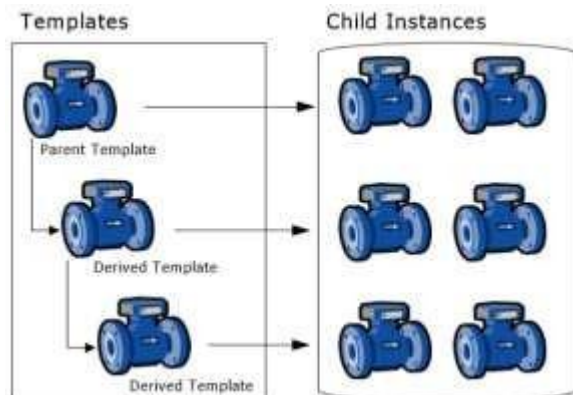 Templates
Child Instances
Parent Template
Derived Template
Derived Template